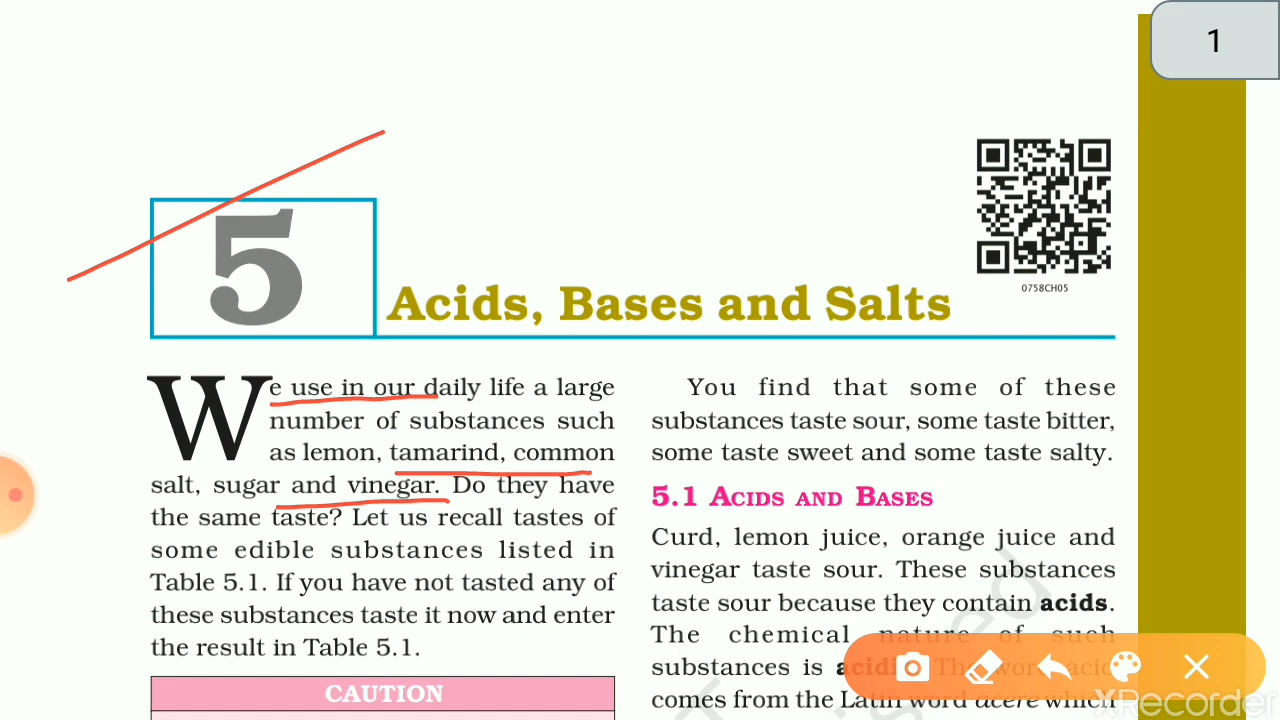 1
0758CH05
5
Acids, Bases and Salts
We use in our daily life a large
number of substances such
as lemon, tamarind, common
salt, sugar and vinegar. Do they have
the same taste? Let us recall tastes of
some edible substances listed in
Table 5.1. If you have not tasted any of
these substances taste it now and enter
the result in Table 5.1.
CAUTION
You find that some of these
substances taste sour, some taste bitter,
some taste sweet and some taste salty.
5.1 ACIDS AND BASES
Curd, lemon juice, orange juice and
vinegar taste sour. These substances
taste sour because they contain acids.
The chemical nature of such
substances is
comes from the Latin word acere which
XRecorder